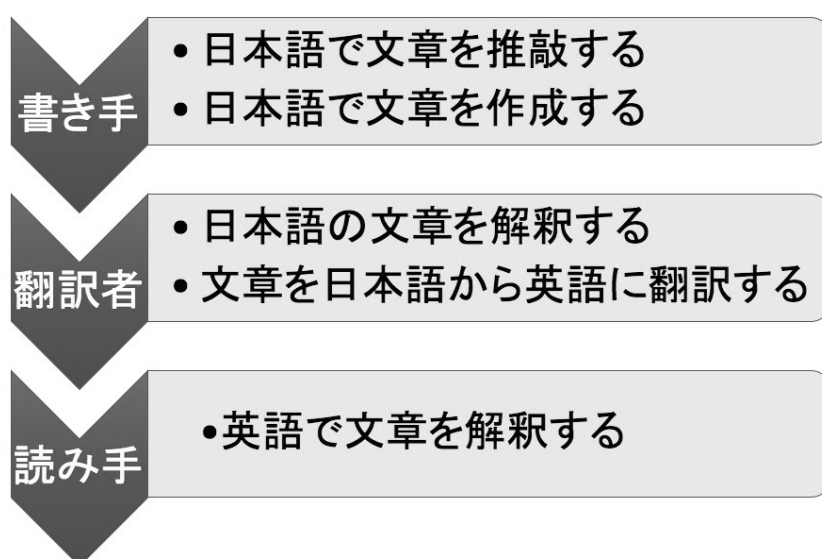 書き手
• 日本語で文章を推敲する
• 日本語で文章を作成する
翻訳者
• 日本語の文章を解釈する
• 文章を日本語から英語に翻訳する
読み手
•英語で文章を解釈する